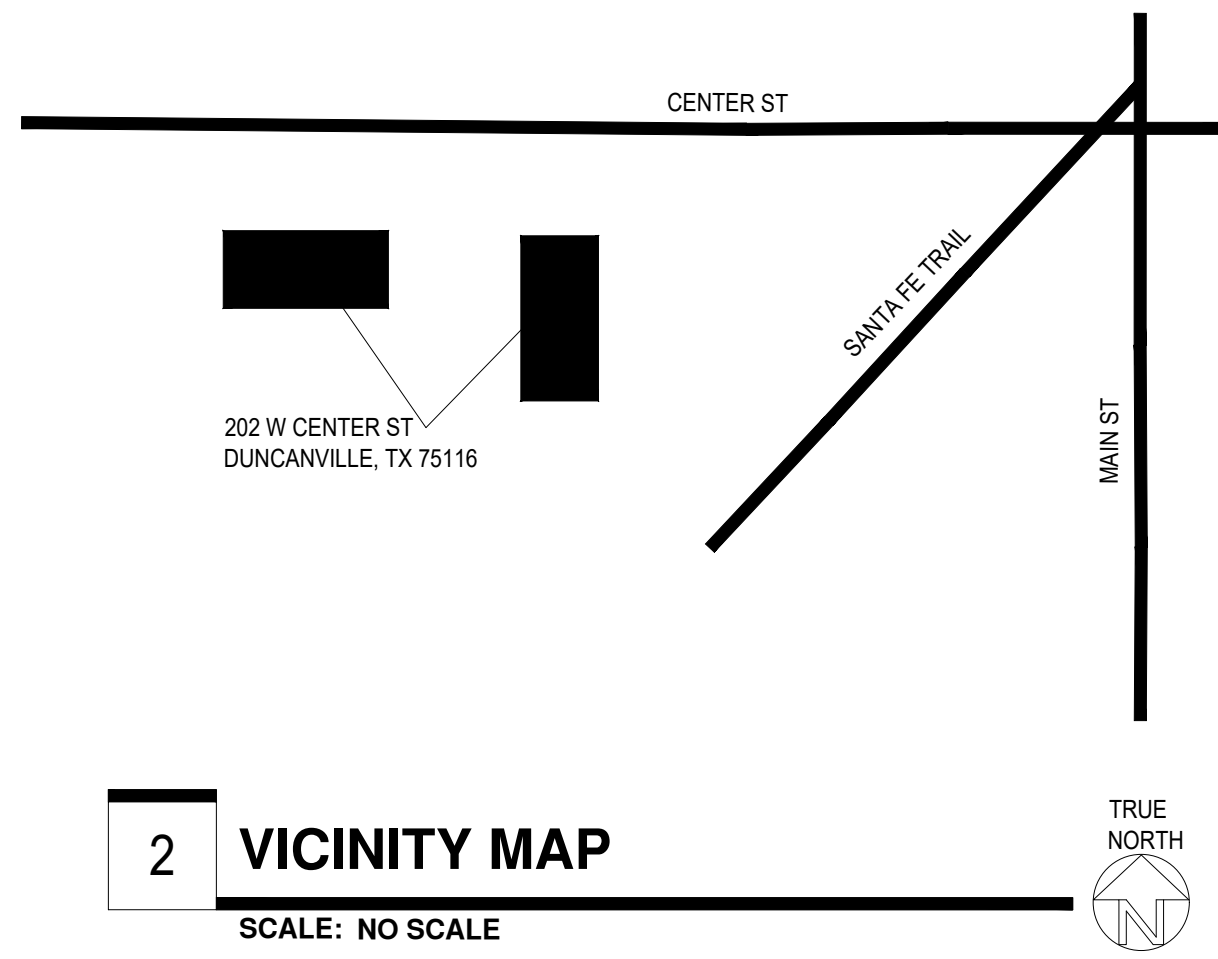 CENTER ST
SANTA FE TRAIL
MAIN ST
202 W CENTER ST
DUNCANVILLE, TX 75116
2
VICINITY MAP
SCALE: NO SCALE
TRUE
NORTH
N